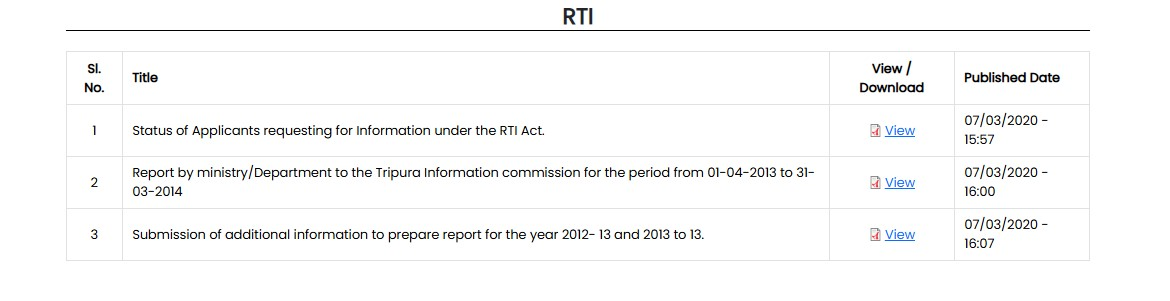 RTI
Sl.
No.
Title
View /
Download
Published Date
1
Status of Applicants requesting for Information under the RTI Act.
View
07/03/2020 -
15:57
2
Report by ministry/Department to the Tripura Information commission for the period from 01-04-2013 to 31-
03-2014
View
07/03/2020 -
16:00
3
Submission of additional information to prepare report for the year 2012- 13 and 2013 to 13.
View
07/03/2020 -
16:07